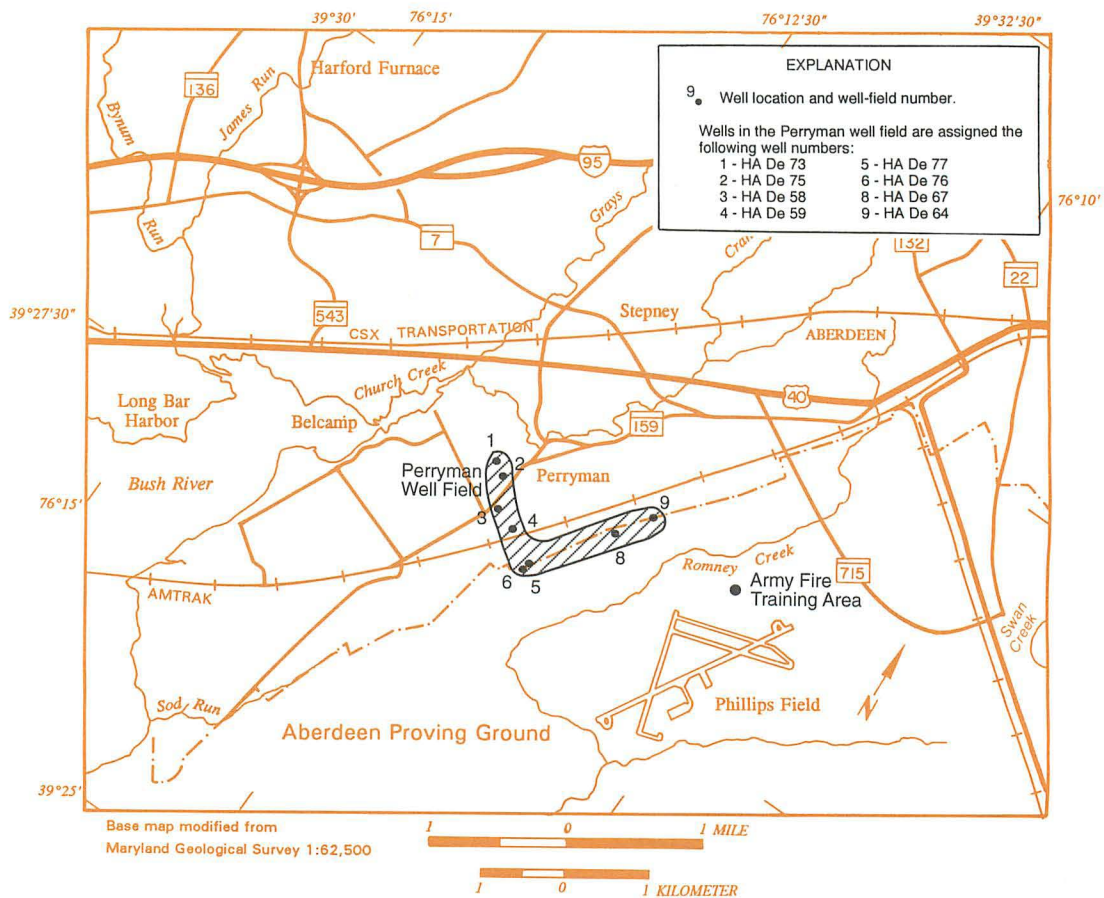 39°30'
76°15'
76°12'30"
39°32'30"
Harford Furnace
136
Bynum
Run
James Run
95
Grays
7
EXPLANATION
9 Well location and well-field number.
Wells in the Perryman well field are assigned the
following well numbers:
1 - HA De 73 5 - HA De 77
2 - HA De 75 6 - HA De 76
3 - HA De 58 8 - HA De 67
4 - HA De 59 9 - HA De 64
76°10'
132
22
39°27'30"
543
CSX TRANSPORTATION
Stepney
ABERDEEN
Church Creek
40
Long Bar
Harbor
Belcamp
159
1
2
Perryman
Well Field
Perryman
Bush River
76°15'
3
4
9
8
6
5
Romney Creek
715
AMTRAK
Army Fire
Training Area
Swan
Creek
N
Sod Run
Phillips Field
Aberdeen Proving Ground
39°25'
Base map modified from
Maryland Geological Survey 1:62,500
1 0 1 MILE
1 0 1 KILOMETER